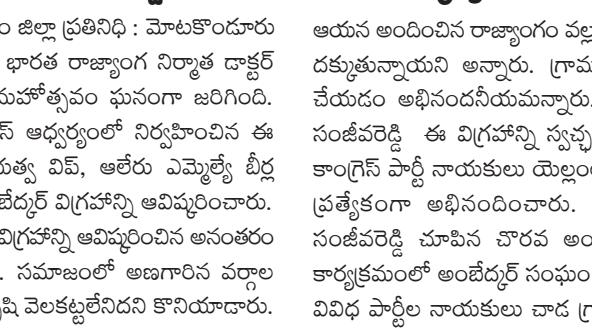 ం జిల్లా ప్రతినిధి : మోటకొండూరు
భారత రాజ్యాంగ నిర్మాత డాక్టర్
మహోత్సవం ఘనంగా జరిగింది.
స్ ఆధ్వర్యంలో నిర్వహించిన ఈ
త్వ విప్, ఆలేరు ఎమ్మెల్యే బీర్ల
బేద్కర్ విగ్రహాన్ని ఆవిష్కరించారు.
విగ్రహాన్ని ఆవిష్కరించిన అనంతరం
. సమాజంలో అణగారిన వర్గాల
షి వెలకట్టలేనిదని కొనియాడారు.
ఆయన అందించిన రాజ్యాంగం వల్ల
దక్కుతున్నాయని అన్నారు. గ్రామ
చేయడం అభినందనీయమన్నారు.
సంజీవరెడ్డి ఈ విగ్రహాన్ని స్వచ్ఛ
కాంగ్రెస్ పార్టీ నాయకులు యెల్లం
ప్రత్యేకంగా అభినందించారు.
సంజీవరెడ్డి చూపిన చొరవ అం
కార్యక్రమంలో అంబేద్కర్ సంఘం
వివిధ పార్టీల నాయకులు చాడ గ్ర